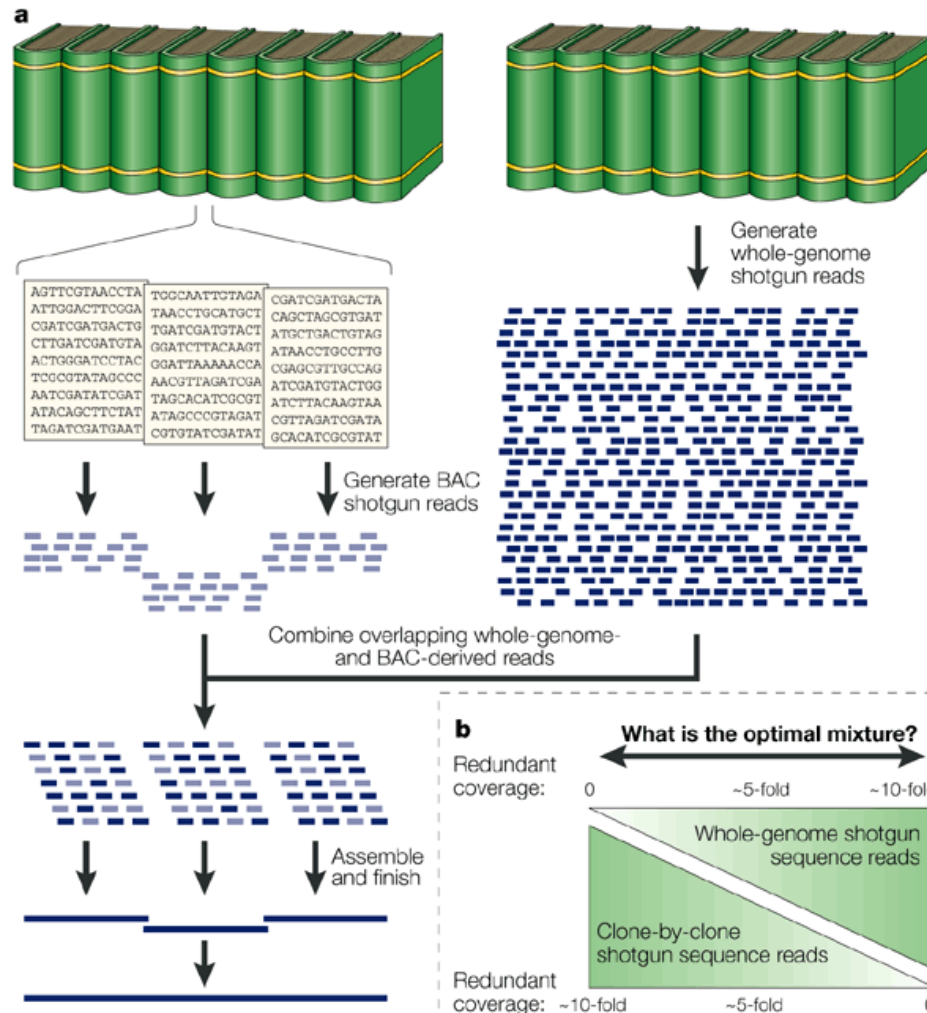 a
Generate
whole-genome
shotgun reads
AGTTCGTAACCTA
ATTGGACTTCGGA
CGATCGATGACTG
CTTGATCGATGTA
ACTGGGATCCTAC
TCGCGTATAGCCC
AATCGATATCGAT
ATACAGCTTCTAT
TAGATCGATGAAT
TGGCAATTGTAGA
TAACCTGCATGCT
TGATCGATGTACT
GGATCTTACAAGT
GGATTAAAAACCA
AACGTTAGATCGA
TAGCACATCGCGT
ATAGCCCGTAGAT
CGTGTATCGATAT
CGATCGATGACTA
CAGCTAGCGTGAT
ATGCTGACTGTAG
ATAACCTGCCTTG
CGAGCGTTGCCAG
ATCGATGTACTGG
ATCTTACAAGTAA
CGTTAGATCGATA
GCACATCGCGTAT
Generate BAC
shotgun reads
Combine overlapping whole-genome-
and BAC-derived reads
Assemble
and finish
b
What is the optimal mixture?
Redundant
coverage: 0 ~5-fold ~10-fold
Whole-genome shotgun
sequence reads
Clone-by-clone
shotgun sequence reads
Redundant
coverage: ~10-fold ~5-fold